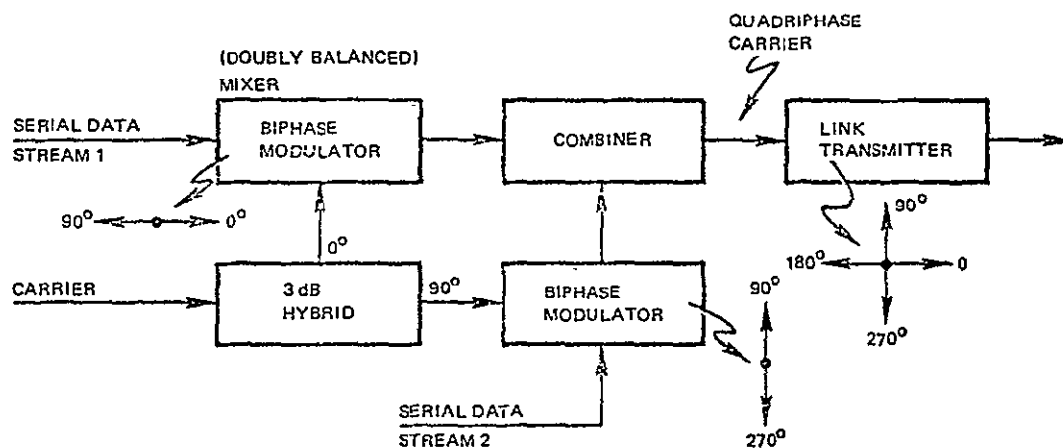 QUADRIPHASE
CARRIER
(DOUBLY BALANCED)
MIXER
SERIAL DATA
STREAM 1
BIPHASE
MODULATOR
COMBINER
LINK
TRANSMITTER
90°
0°
0°
90°
180°
0
270°
CARRIER
3 dB
HYBRID
90°
BIPHASE
MODULATOR
90°
270°
SERIAL DATA
STREAM 2